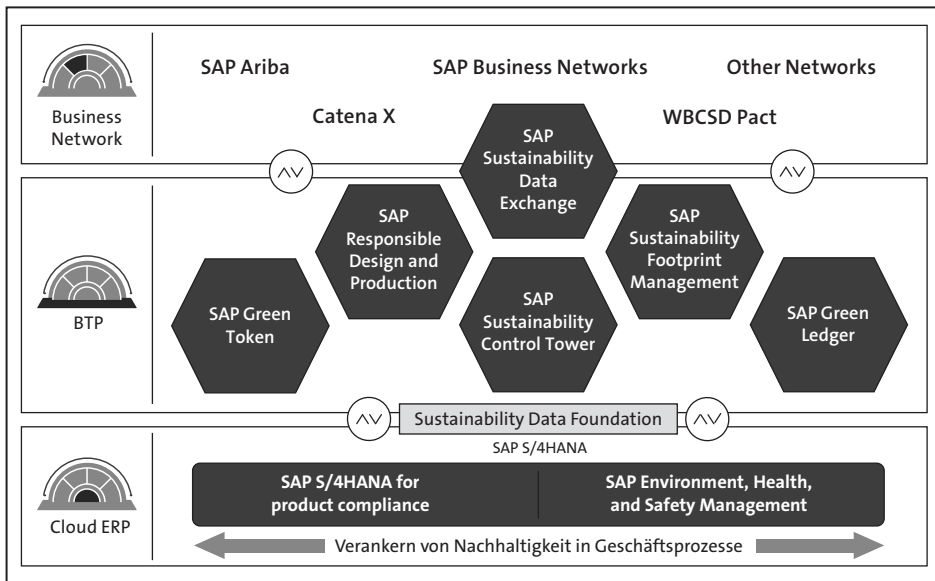 Business
Network
SAP Ariba
SAP Business Networks
Other Networks
Catena X
WBCSD Pact
SAP
Sustainability
Data
Exchange
BTP
SAP
Responsible
Design and
Production
SAP
Sustainability
Footprint
Management
SAP Green
Token
SAP
Sustainability
Control Tower
SAP Green
Ledger
Sustainability Data Foundation
SAP S/4HANA
Cloud ERP
SAP S/4HANA for
product compliance
SAP Environment, Health,
and Safety Management
Verankern von Nachhaltigkeit in Geschäftsprozesse